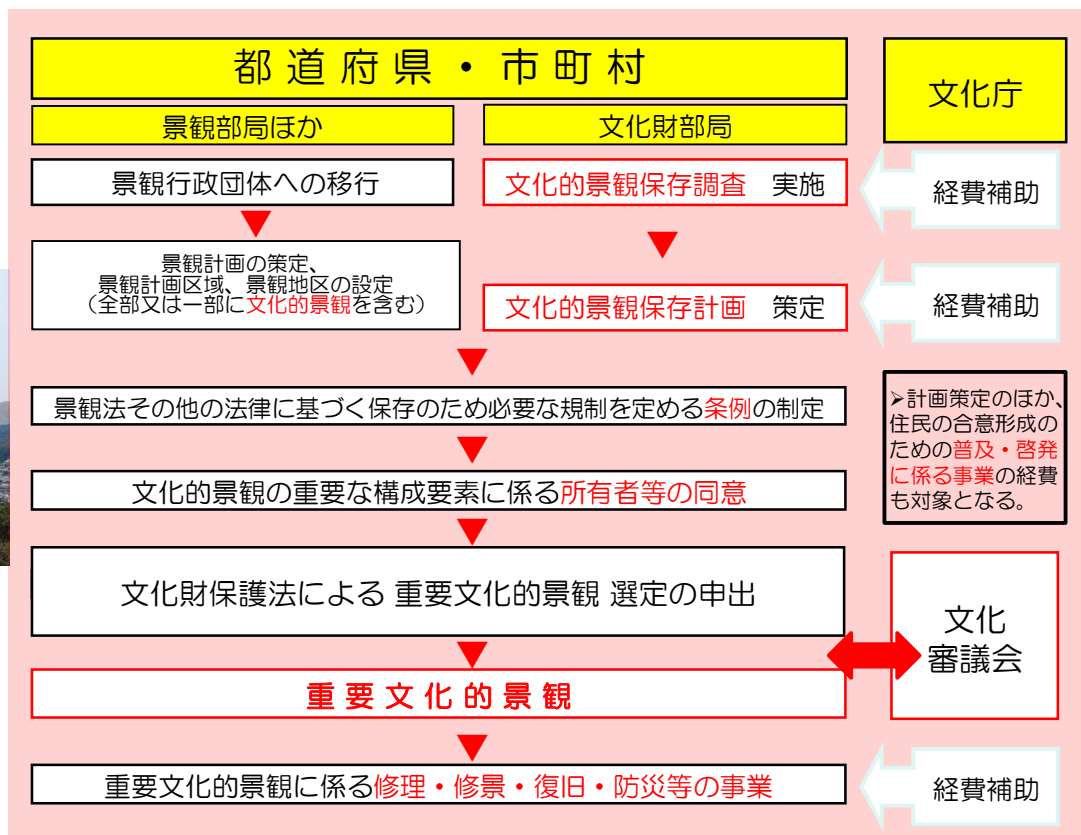 都道府県・市町村
文化庁
景観部局ほか
文化財部局
景観行政団体への移行
文化的景観保存調査　実施
経費補助
景観計画の策定、
景観計画区域、景観地区の設定
（全部又は一部に文化的景観を含む）
文化的景観保存計画　策定
経費補助
景観法その他の法律に基づく保存のため必要な規制を定める条例の制定
➢計画策定のほか、
住民の合意形成の
ための普及・啓発
に係る事業の経費
も対象となる。
文化的景観の重要な構成要素に係る所有者等の同意
文化財保護法による 重要文化的景観 選定の申出
文化
審議会
重要文化的景観
重要文化的景観に係る修理・修景・復旧・防災等の事業
経費補助